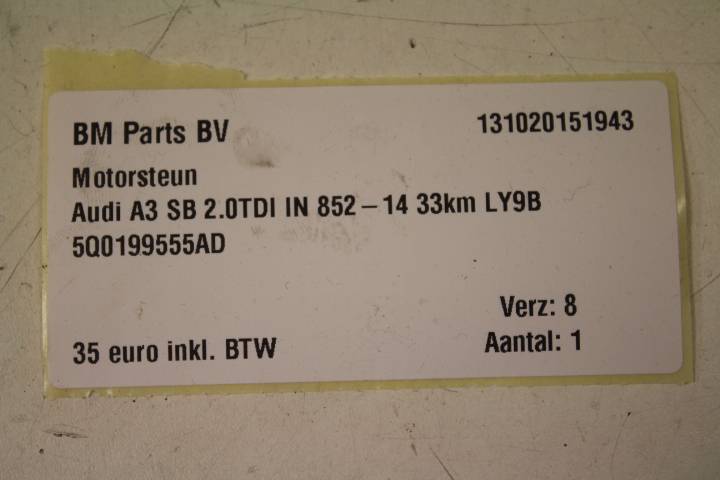 BM Parts BV 131020151943
Motorsteun
Audi A3 SB 2.0TDI IN 852-14 33km LY9B
5Q0199555AD
Verz: 8
35 euro inkl. BTW Aantal: 1